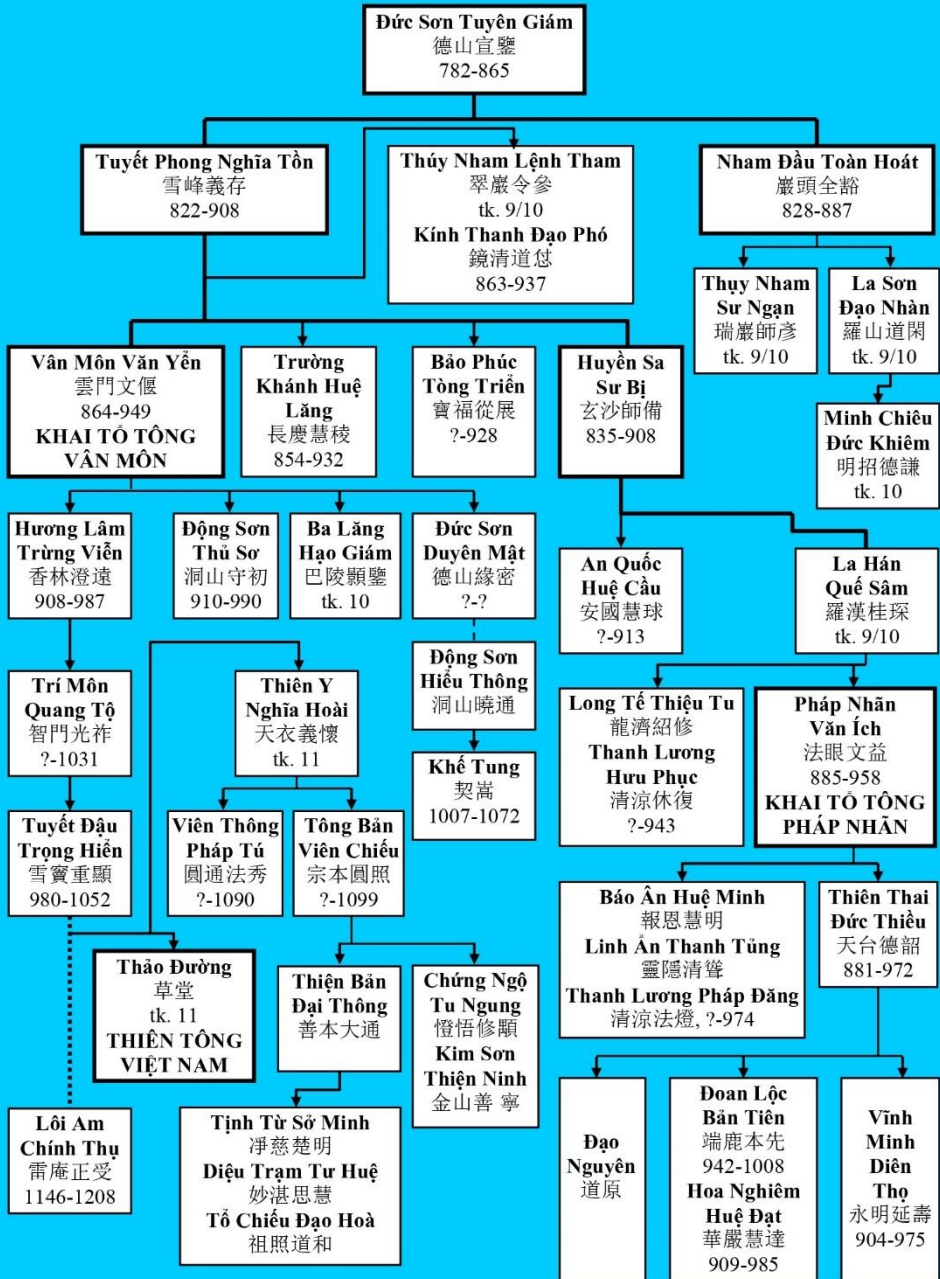 Đức Sơn Tuyên Giám
德山宣鑒
782-865
Tuyết Phong Nghĩa Tồn
雪峰義存
822-908
Thúy Nham Lệnh Tham
翠巖令參
tk. 9/10
Kính Thanh Đạo Phó
鏡清道怤
863-937
Nham Đầu Toàn Hoát
巖頭全豁
828-887
Thụy Nham
Sư Ngạn
瑞巖師彥
tk. 9/10
La Sơn
Đạo Nhàn
羅山道閑
tk. 9/10
Vân Môn Văn Yển
雲門文偃
864-949
KHAI TỔ TÔNG
VÂN MÔN
Trường
Khánh Huệ
Lăng
長慶慧稜
854-932
Bảo Phúc
Tòng Triển
寶福從展
?-928
Huyền Sa
Sư Bị
玄沙師備
835-908
Minh Chiêu
Đức Khiêm
明招德謙
tk. 10
Hương Lâm
Trừng Viễn
香林澄遠
908-987
Động Sơn
Thủ Sơ
洞山守初
910-990
Ba Lăng
Hạo Giám
巴陵顥鑒
tk. 10
Đức Sơn
Duyên Mật
德山緣密
?-?
An Quốc
Huệ Cầu
安國慧球
?-913
La Hán
Quế Sâm
羅漢桂琛
tk. 9/10
Trí Môn
Quang Tộ
智門光祚
?-1031
Thiên Y
Nghĩa Hoài
天衣義懷
tk. 11
Động Sơn
Hiểu Thông
洞山曉通
Long Tế Thiệu Tu
龍濟紹修
Thanh Lương
Hưu Phục
清涼休復
?-943
Pháp Nhãn
Văn Ích
法眼文益
885-958
KHAI TỔ TÔNG
PHÁP NHÃN
Khế Tung
契嵩
1007-1072
Tuyết Đậu
Trọng Hiển
雪竇重顯
980-1052
Viên Thông
Pháp Tú
圓通法秀
?-1090
Tông Bản
Viên Chiếu
宗本圓照
?-1099
Báo Ân Huệ Minh
報恩慧明
Linh Ẩn Thanh Tủng
靈隱清聳
Thanh Lương Pháp Đăng
清涼法燈, ?-974
Thiên Thai
Đức Thiều
天台德韶
881-972
Thảo Đường
草堂
tk. 11
THIỀN TÔNG
VIỆT NAM
Thiện Bản
Đại Thông
善本大通
Chứng Ngộ
Tu Ngung
憕悟修顒
Kim Sơn
Thiện Ninh
金山善 寧
Lôi Am
Chính Thụ
雷庵正受
1146-1208
Tịnh Từ Sở Minh
凈慈楚明
Diệu Trạm Tư Huệ
妙湛思慧
Tổ Chiếu Đạo Hoà
祖照道和
Đạo
Nguyên
道原
Đoan Lộc
Bản Tiên
端鹿本先
942-1008
Hoa Nghiêm
Huệ Đạt
華嚴慧達
909-985
Vĩnh
Minh
Diên
Thọ
永明延壽
904-975